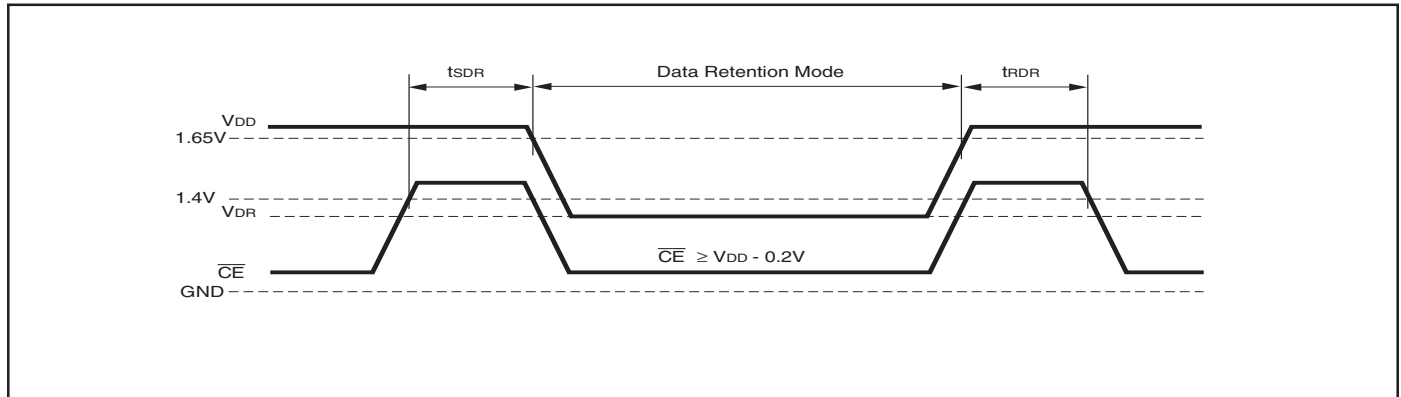 tSDR Data Retention Mode tRDR
VDD
1.65V
1.4V
VDR
CE ≥ VDD - 0.2V
CE
GND